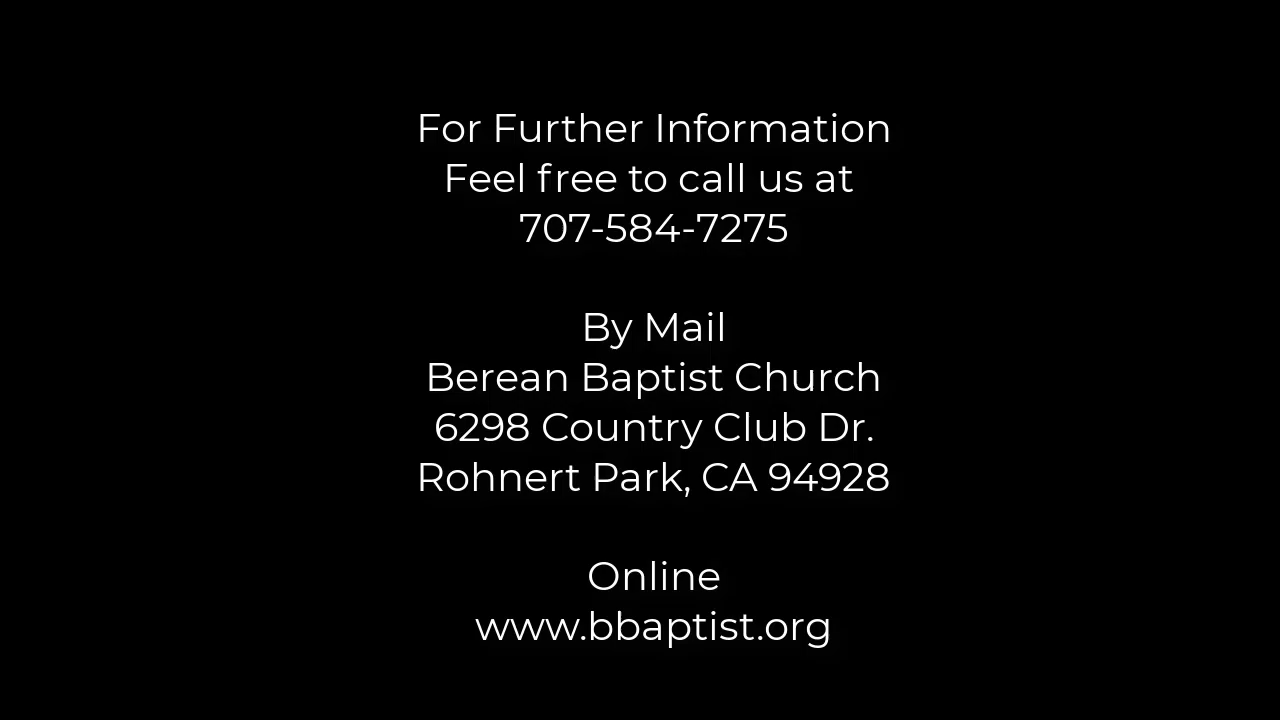 For Further Information
Feel free to call us at
707-584-7275
By Mail
Berean Baptist Church
6298 Country Club Dr.
Rohnert Park, CA 94928
Online
www.bbaptist.org